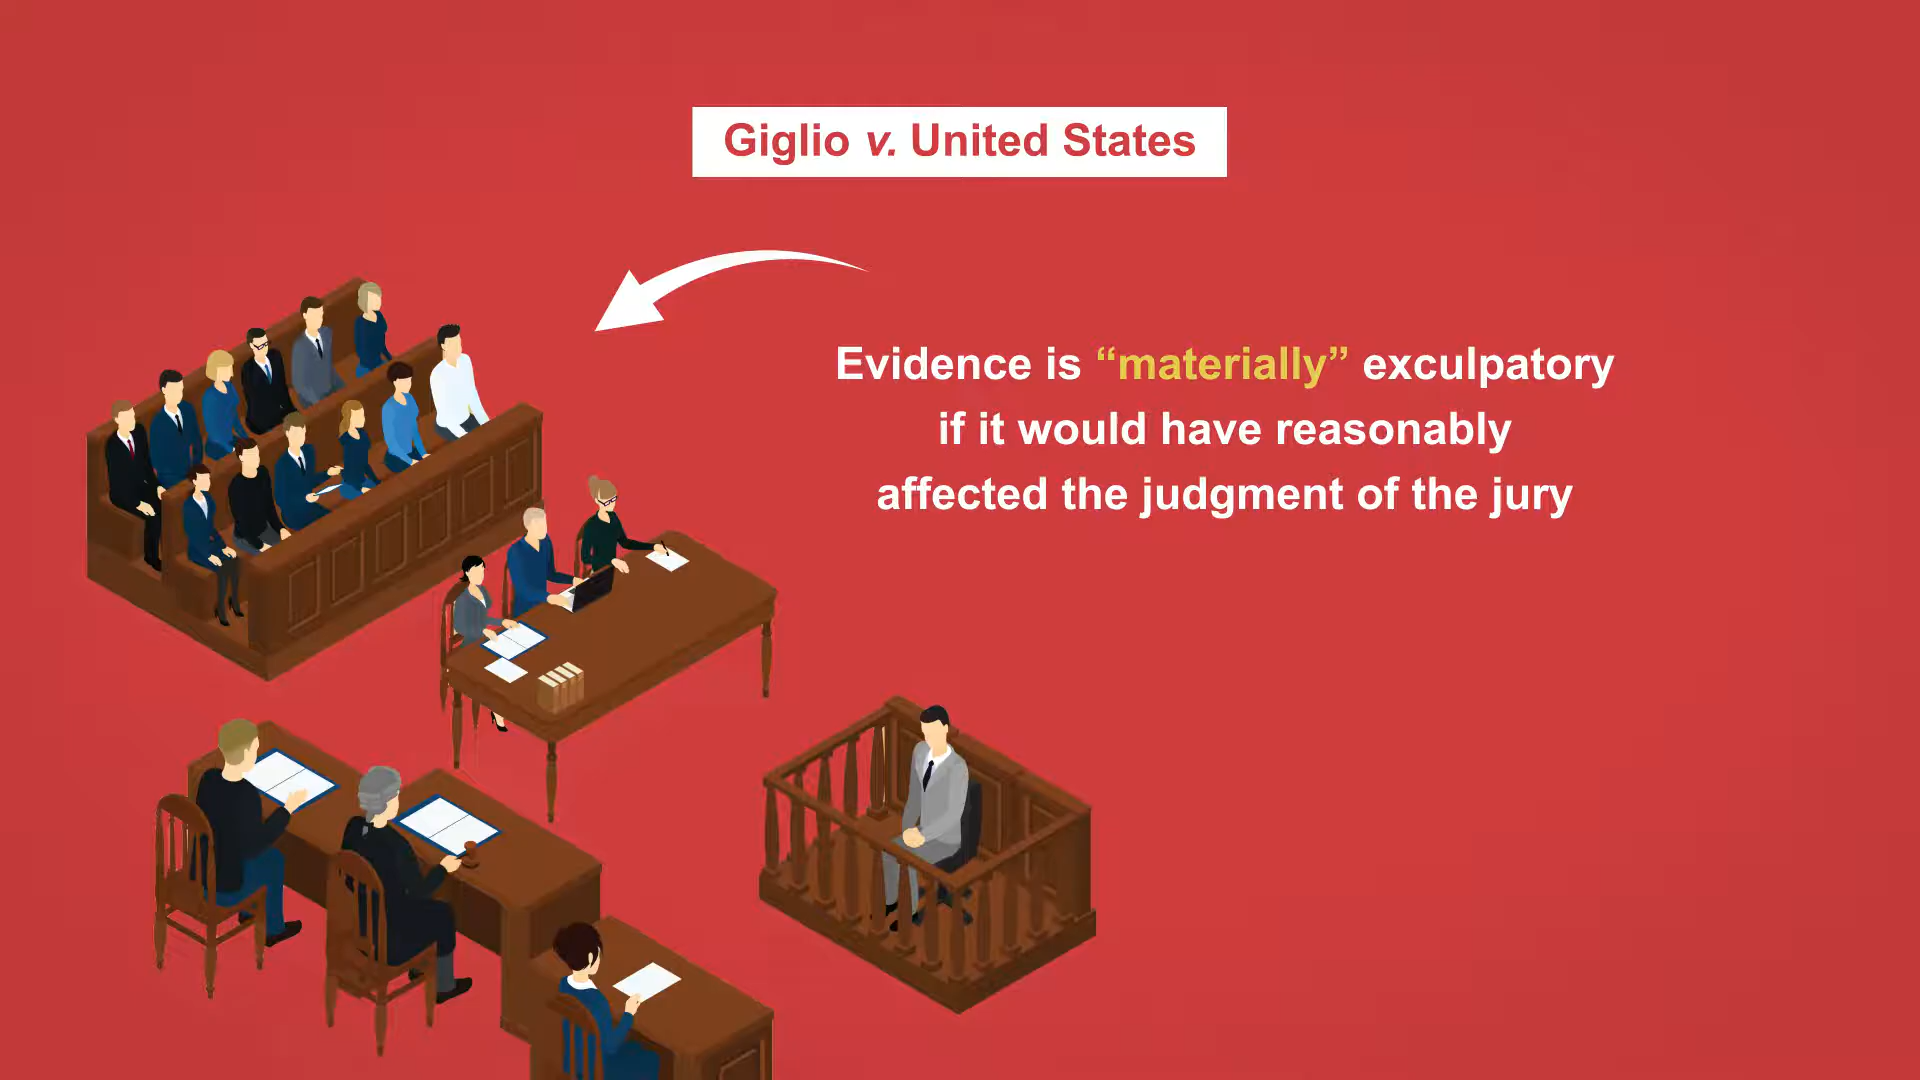 Giglio v. United States
Evidence is “materially” exculpatory
if it would have reasonably
affected the judgment of the jury